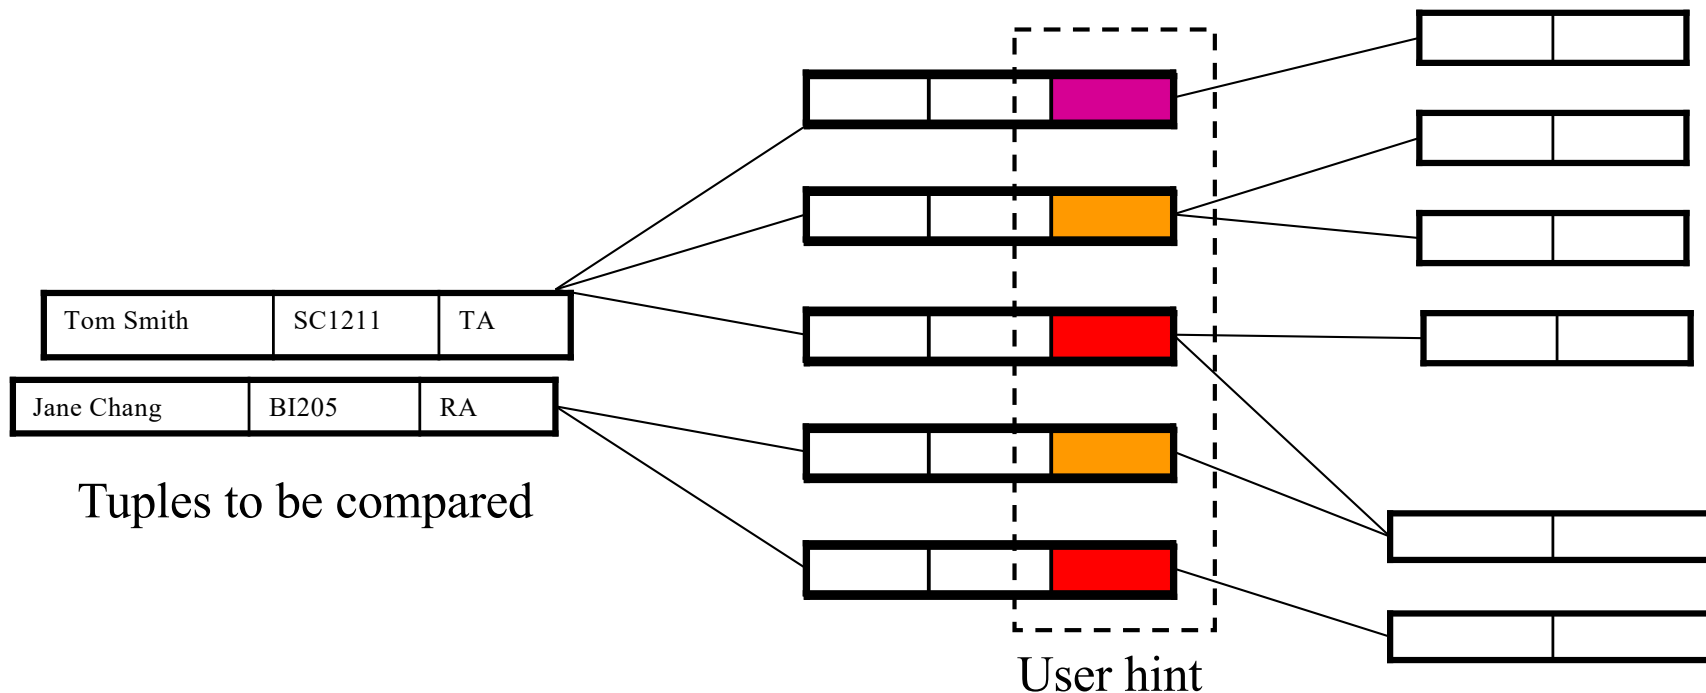 Tom Smith SC1211 TA
Jane Chang BI205 RA
Tuples to be compared
User hint